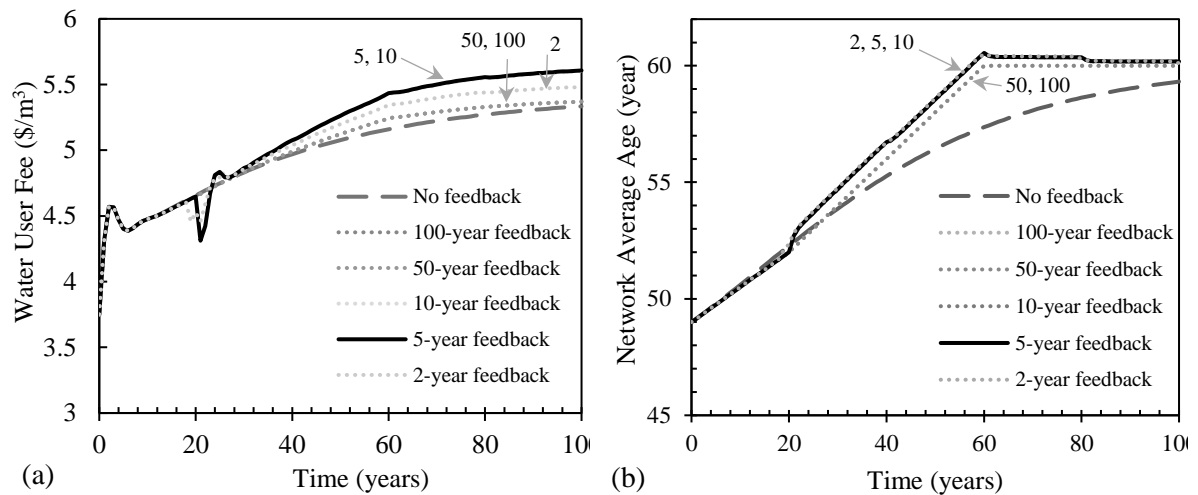 6
5.5
5
4.5
4
3.5
3
Water User Fee ($/m³)
5, 10
50, 100
2
No feedback
100-year feedback
50-year feedback
10-year feedback
5-year feedback
2-year feedback
0 20 40 60 80 100
(a) Time (years)
60
55
50
45
Network Average Age (year)
2, 5, 10
50, 100
No feedback
100-year feedback
50-year feedback
10-year feedback
5-year feedback
2-year feedback
0 20 40 60 80 100
(b) Time (years)